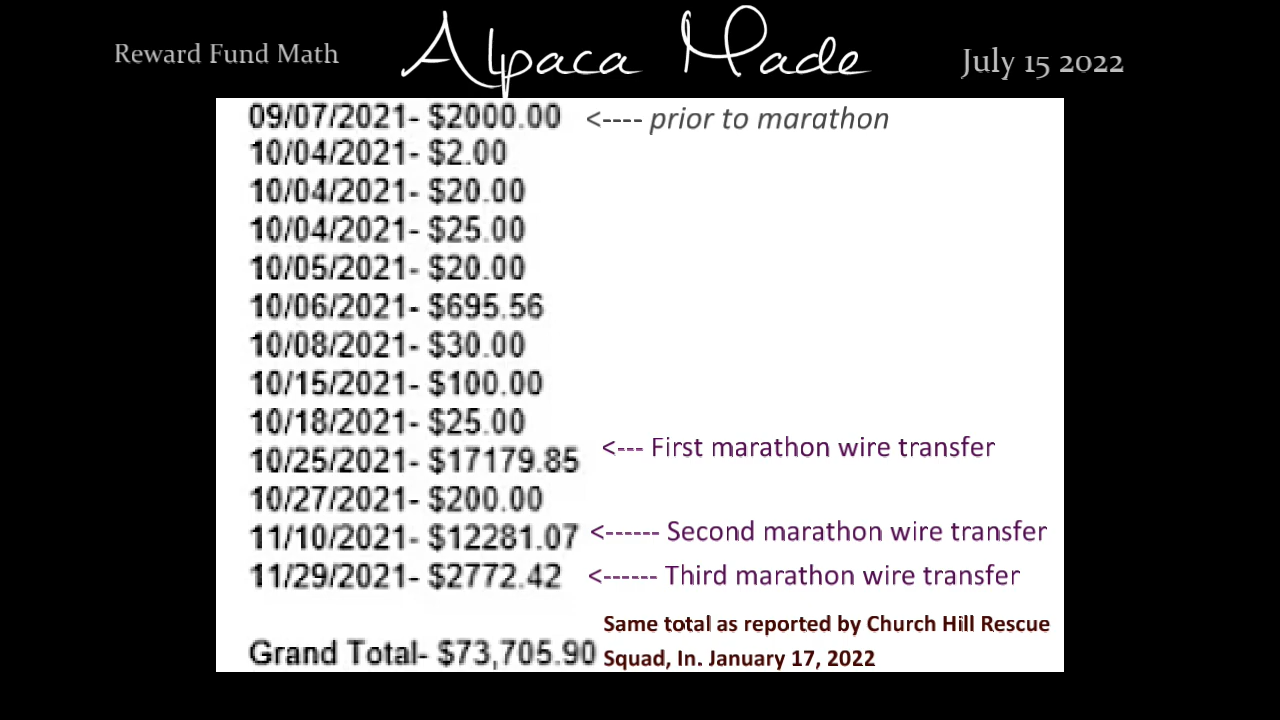 Reward Fund Math
Alpaca Made
July 15 2022
09/07/2021- $2000.00 <---- prior to marathon
10/04/2021- $2.00
10/04/2021- $20.00
10/04/2021- $25.00
10/05/2021- $20.00
10/06/2021- $695.56
10/08/2021- $30.00
10/15/2021- $100.00
10/18/2021- $25.00
10/25/2021- $17179.85 <--- First marathon wire transfer
10/27/2021- $200.00
11/10/2021- $12281.07 <------ Second marathon wire transfer
11/29/2021- $2772.42 <------ Third marathon wire transfer
Same total as reported by Church Hill Rescue
Grand Total- $73,705.90 Squad, In. January 17, 2022